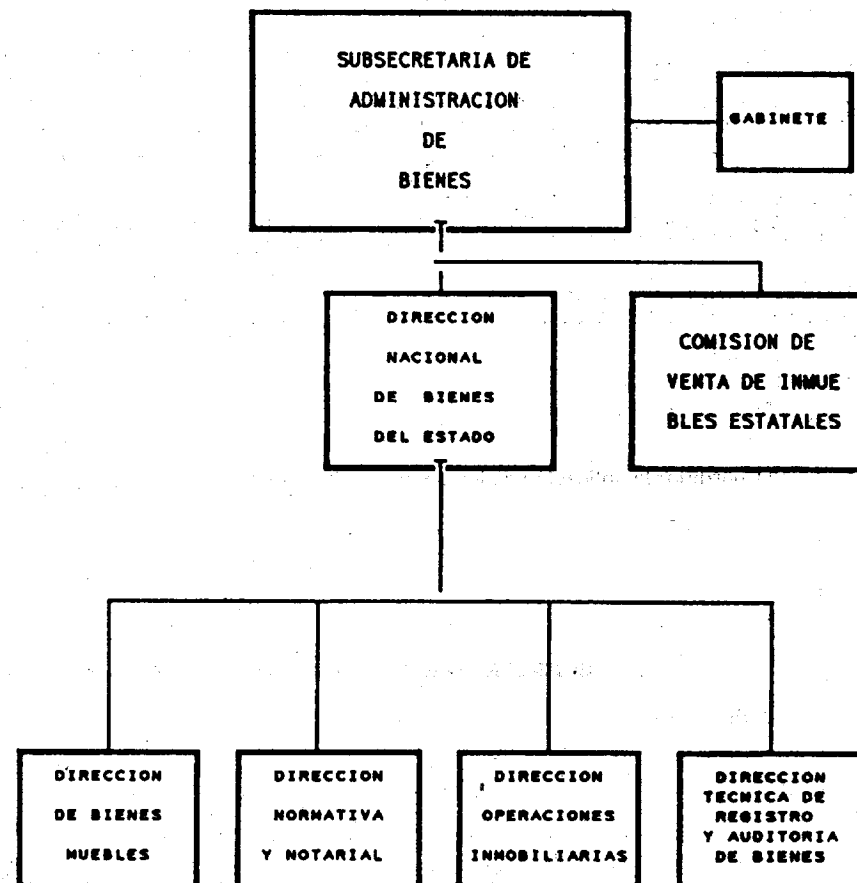 SUBSECRETARIA DE
ADMINISTRACION
DE
BIENES
GABINETE
DIRECCION
NACIONAL
DE BIENES
DEL ESTADO
COMISION DE
VENTA DE INMUE
BLES ESTATALES
DIRECCION
DE BIENES
MUEBLES
DIRECCION
NORMATIVA
Y NOTARIAL
DIRECCION
OPERACIONES
INMOBILIARIAS
DIRECCION
TECNICA DE
REGISTRO
Y AUDITORIA
DE BIENES